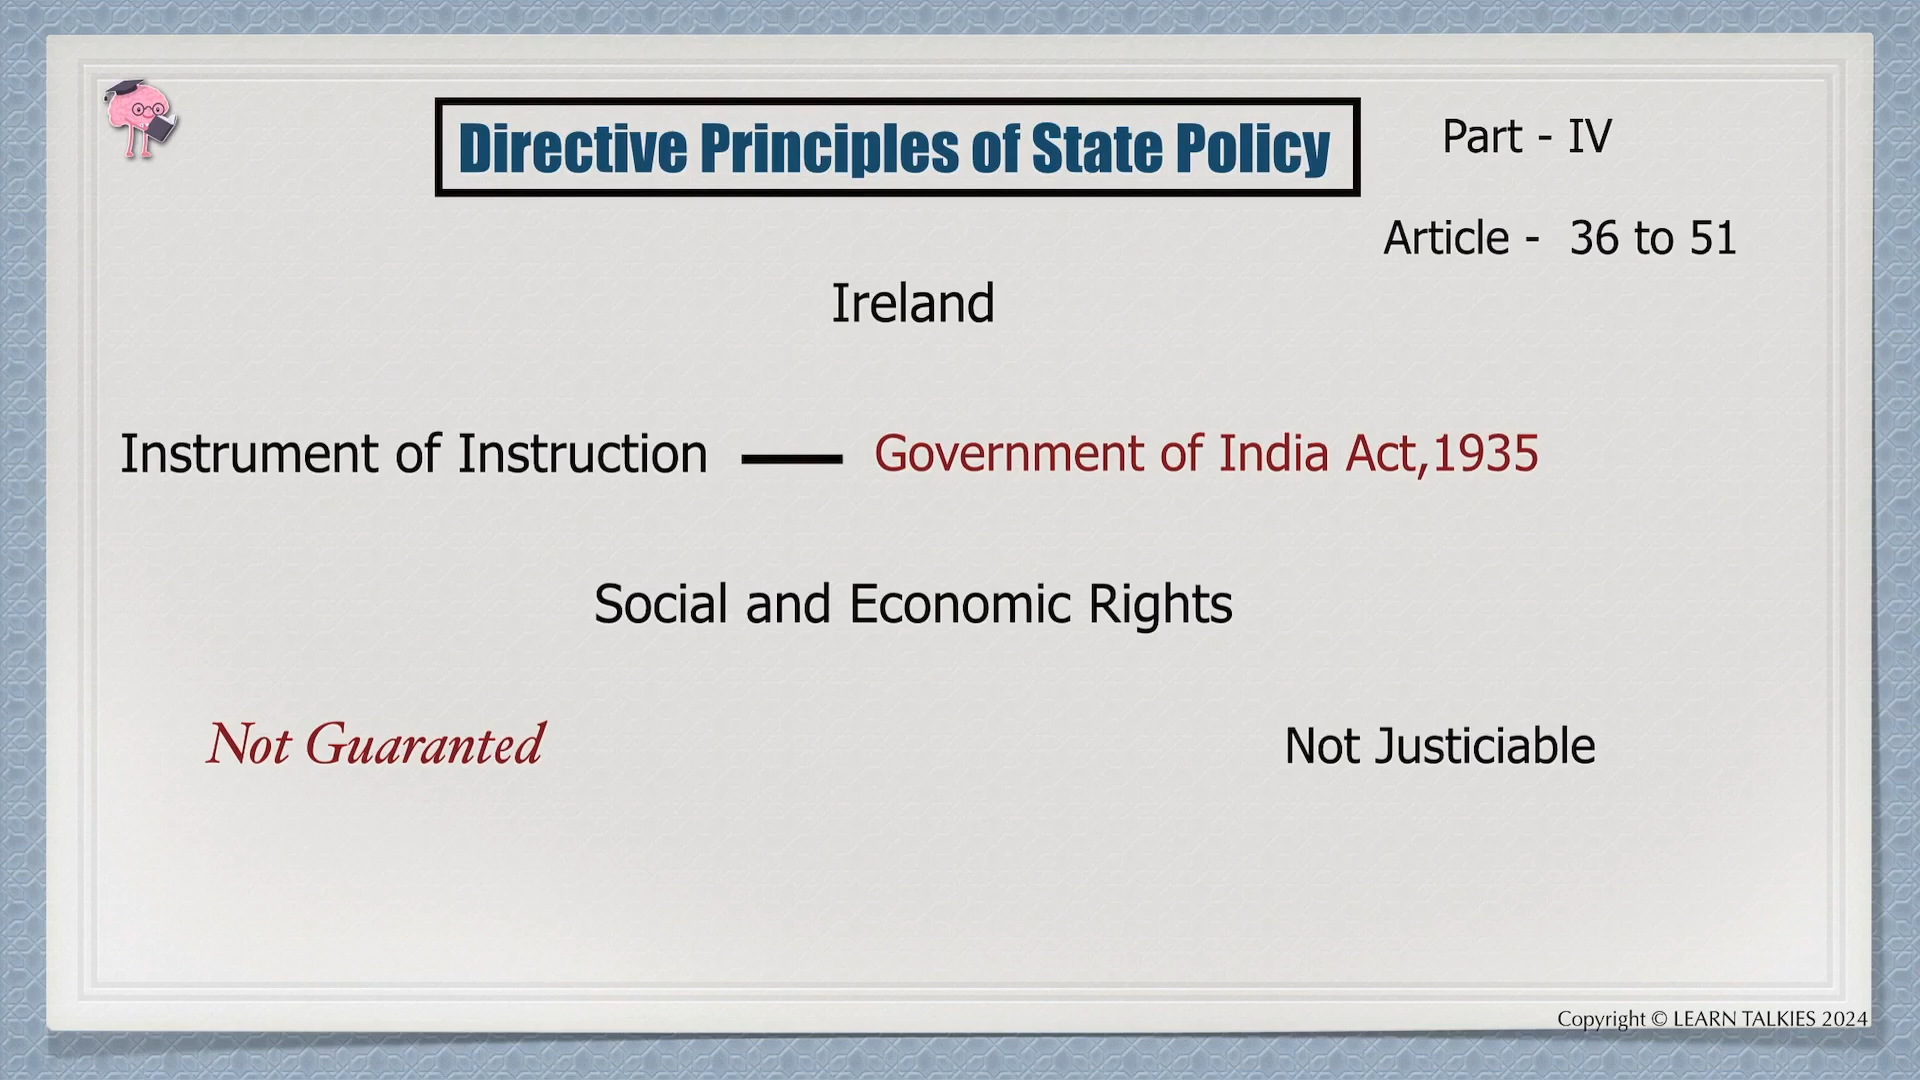 Directive Principles of State Policy
Part - IV
Article - 36 to 51
Ireland
Instrument of Instruction — Government of India Act,1935
Social and Economic Rights
Not Guaranted
Not Justiciable
Copyright © LEARN TALKIES 2024